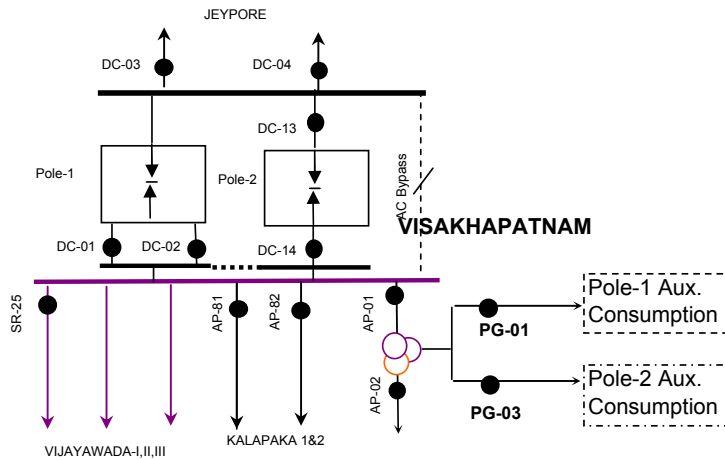 JEYPORE
DC-03
DC-04
DC-13
Pole-1
Pole-2
AC Bypass
VISAKHAPATNAM
DC-01
DC-02
DC-14
SR-25
AP-81
AP-82
AP-01
Pole-1 Aux.
Consumption
PG-01
AP-02
Pole-2 Aux.
Consumption
PG-03
VIJAYAWADA-I,II,III
KALAPAKA 1&2